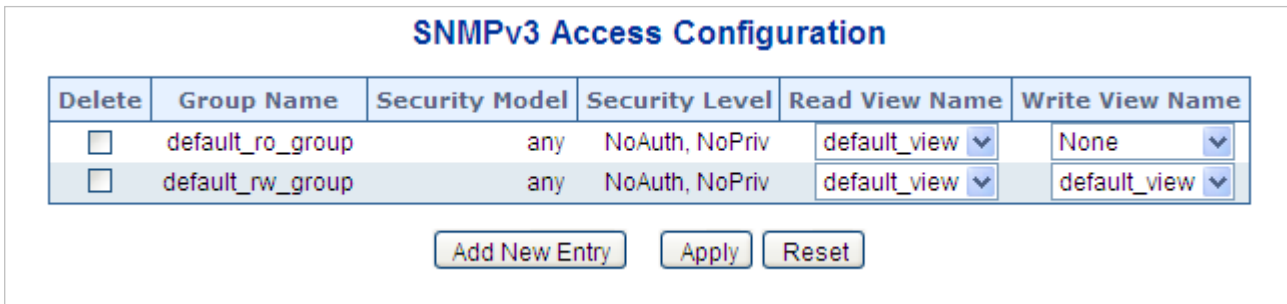 SNMPv3 Access Configuration
Delete Group Name Security Model Security Level Read View Name Write View Name
default_ro_group any NoAuth, NoPriv default_view None
default_rw_group any NoAuth, NoPriv default_view default_view
Add New Entry Apply Reset